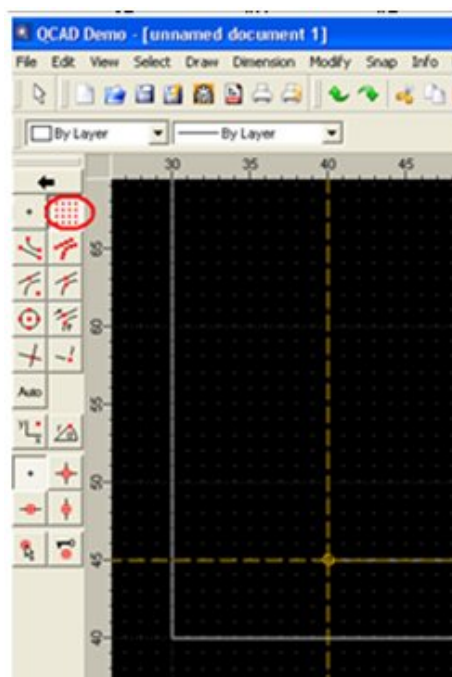 QCAD Demo - [unnamed document 1]
File Edit View Select Draw Dimension Modify Snap Info
By Layer By Layer
30 35 40 45
65
60
Auto
55
50
45
40